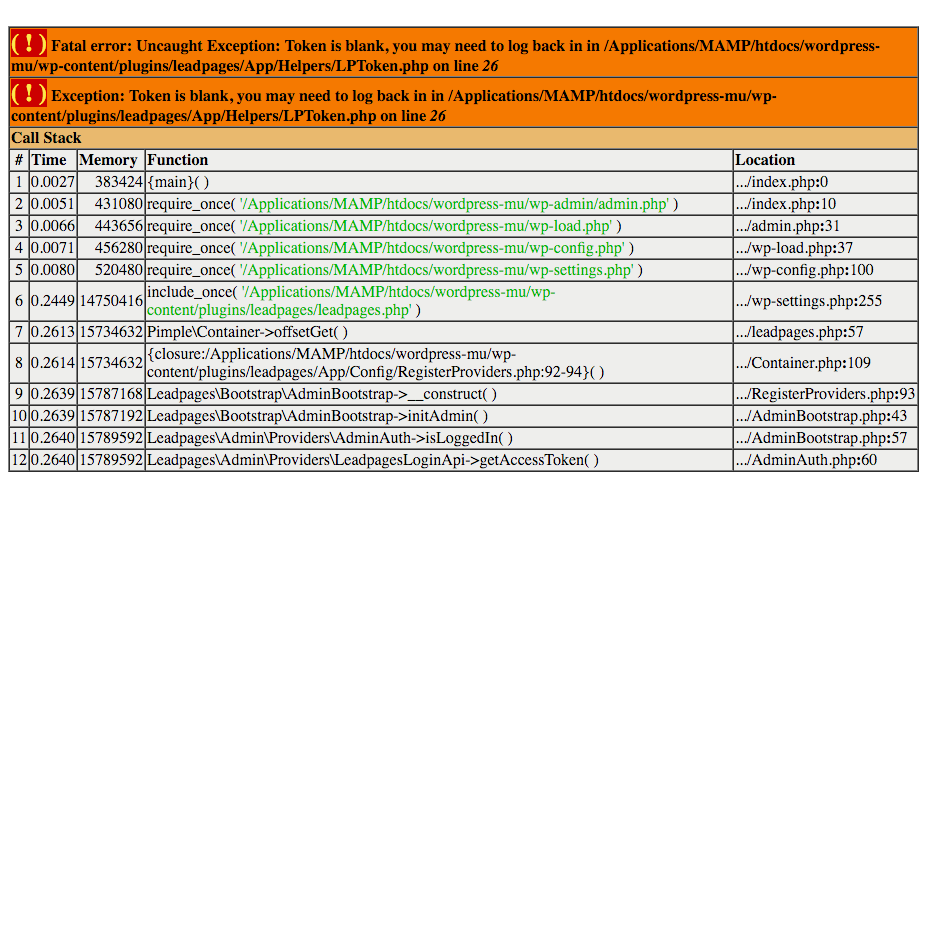 ( ! ) Fatal error: Uncaught Exception: Token is blank, you may need to log back in in /Applications/MAMP/htdocs/wordpress-
mu/wp-content/plugins/leadpages/App/Helpers/LPToken.php on line 26
( ! ) Exception: Token is blank, you may need to log back in in /Applications/MAMP/htdocs/wordpress-mu/wp-
content/plugins/leadpages/App/Helpers/LPToken.php on line 26
Call Stack
# Time Memory Function Location
1 0.0027 383424 {main}( ) .../index.php:0
2 0.0051 431080 require_once( '/Applications/MAMP/htdocs/wordpress-mu/wp-admin/admin.php' ) .../index.php:10
3 0.0066 443656 require_once( '/Applications/MAMP/htdocs/wordpress-mu/wp-load.php' ) .../admin.php:31
4 0.0071 456280 require_once( '/Applications/MAMP/htdocs/wordpress-mu/wp-config.php' ) .../wp-load.php:37
5 0.0080 520480 require_once( '/Applications/MAMP/htdocs/wordpress-mu/wp-settings.php' ) .../wp-config.php:100
6 0.2449 14750416 include_once( '/Applications/MAMP/htdocs/wordpress-mu/wp-
content/plugins/leadpages/leadpages.php' ) .../wp-settings.php:255
7 0.2613 15734632 Pimple\Container->offsetGet( ) .../leadpages.php:57
8 0.2614 15734632 {closure:/Applications/MAMP/htdocs/wordpress-mu/wp-
content/plugins/leadpages/App/Config/RegisterProviders.php:92-94}( ) .../Container.php:109
9 0.2639 15787168 Leadpages\Bootstrap\AdminBootstrap->__construct( ) .../RegisterProviders.php:93
10 0.2639 15787192 Leadpages\Bootstrap\AdminBootstrap->initAdmin( ) .../AdminBootstrap.php:43
11 0.2640 15789592 Leadpages\Admin\Providers\AdminAuth->isLoggedIn( ) .../AdminBootstrap.php:57
12 0.2640 15789592 Leadpages\Admin\Providers\LeadpagesLoginApi->getAccessToken( ) .../AdminAuth.php:60